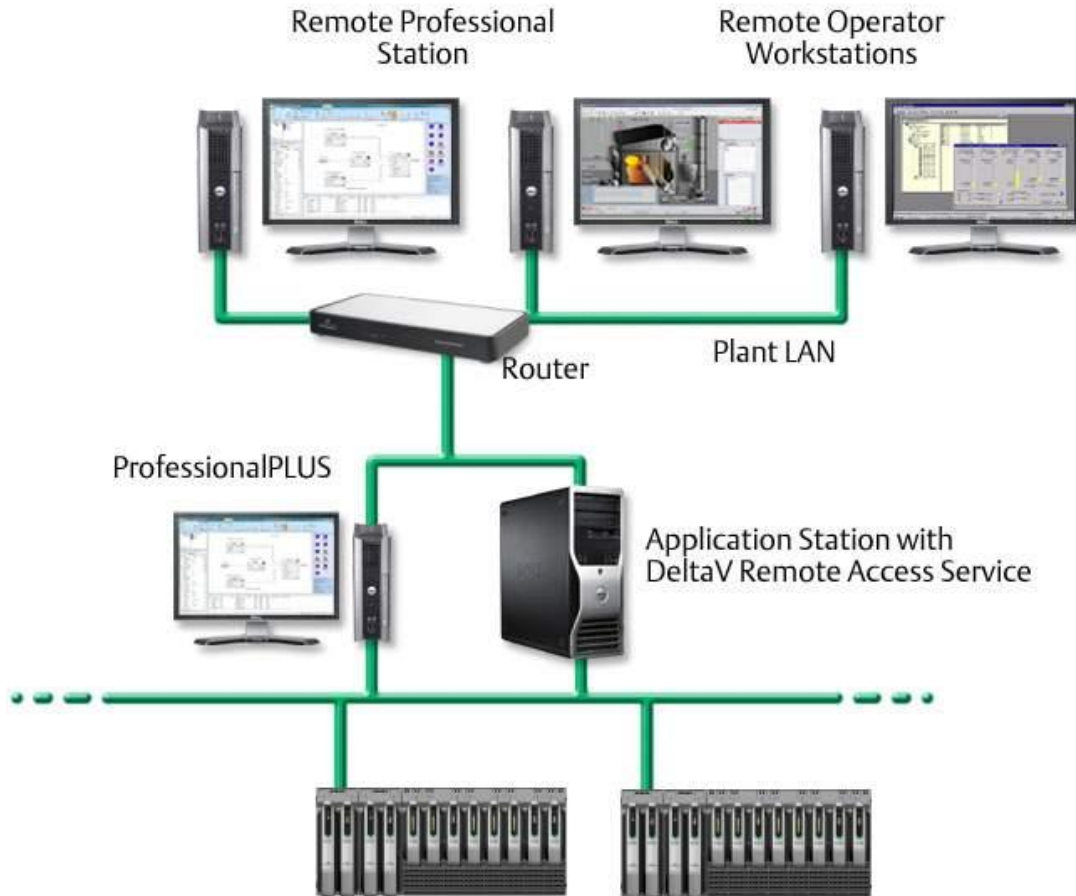 Remote Professional
Station
Remote Operator
Workstations
Router
Plant LAN
ProfessionalPLUS
Application Station with
DeltaV Remote Access Service